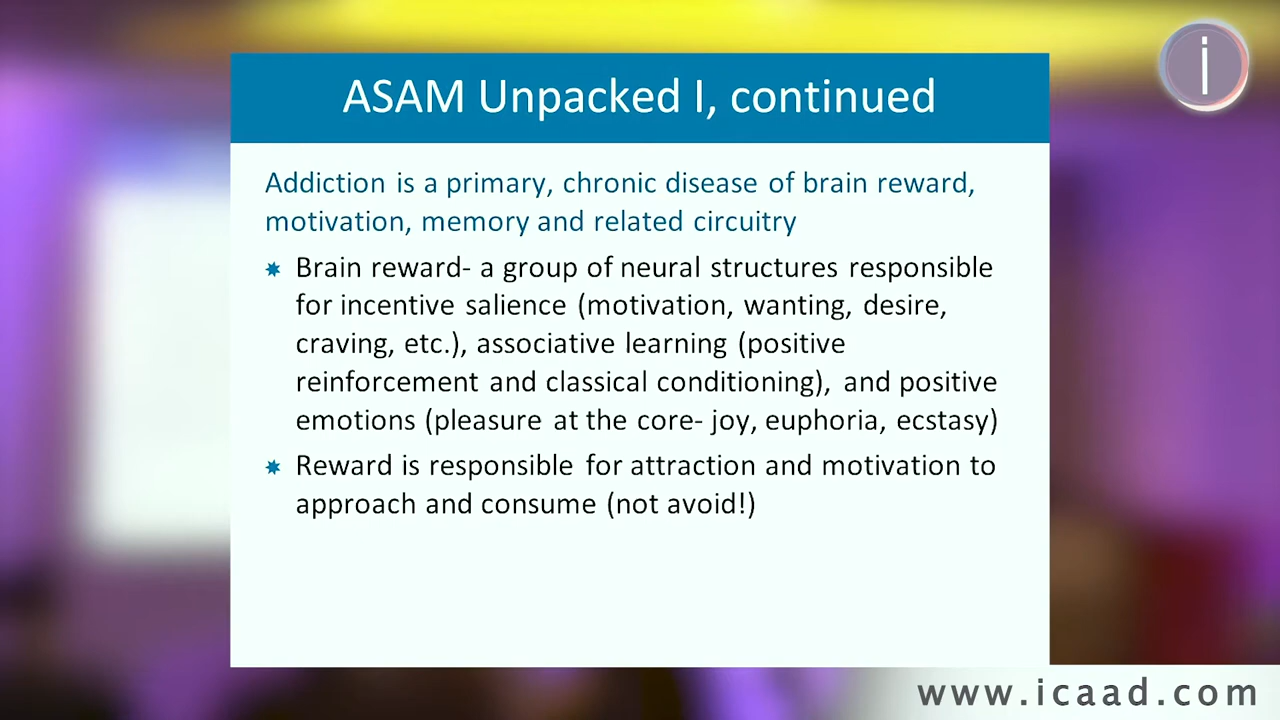 i
ASAM Unpacked I, continued
Addiction is a primary, chronic disease of brain reward,
motivation, memory and related circuitry
Brain reward- a group of neural structures responsible
for incentive salience (motivation, wanting, desire,
craving, etc.), associative learning (positive
reinforcement and classical conditioning), and positive
emotions (pleasure at the core- joy, euphoria, ecstasy)
Reward is responsible for attraction and motivation to
approach and consume (not avoid!)
www.icaad.com